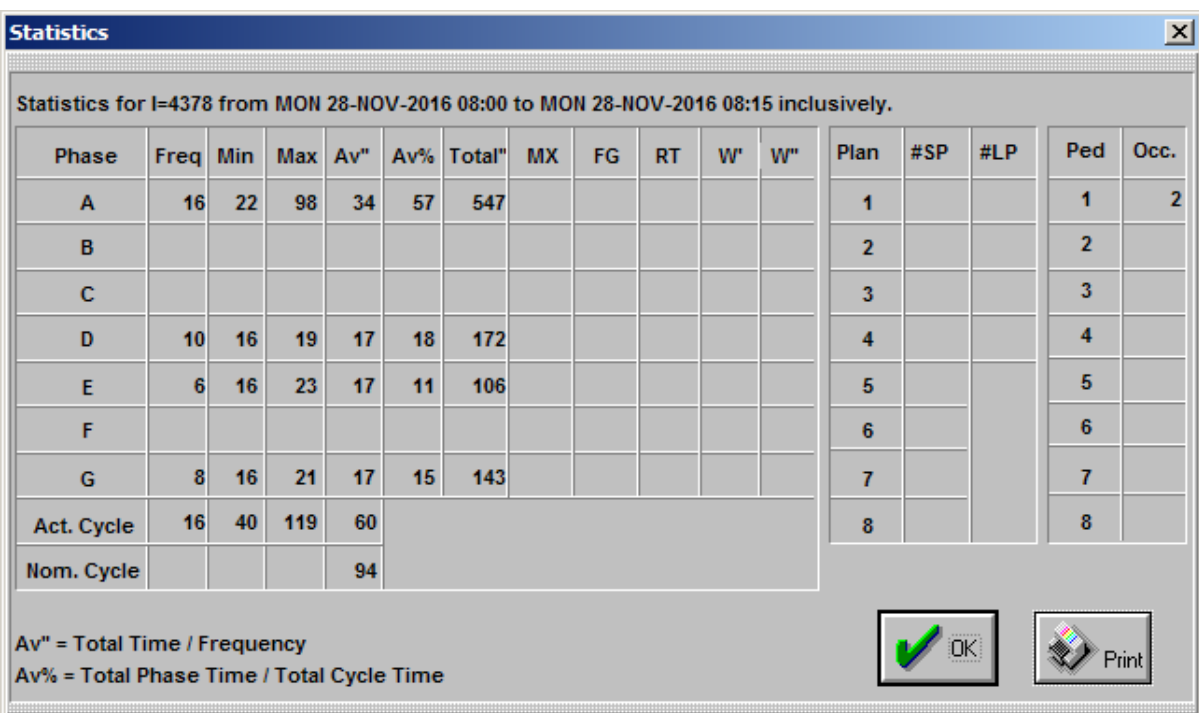 Statistics
Statistics for I=4378 from MON 28-NOV-2016 08:00 to MON 28-NOV-2016 08:15 inclusively.
Phase Freq Min Max Av" Av% Total" MX FG RT W' W"
A 16 22 98 34 57 547
B
C
D 10 16 19 17 18 172
E 6 16 23 17 11 106
F
G 8 16 21 17 15 143
Act. Cycle 16 40 119 60
Nom. Cycle 94
Plan #SP #LP
1
2
3
4
5
6
7
8
Ped Occ.
1 2
2
3
4
5
6
7
8
Av" = Total Time / Frequency
Av% = Total Phase Time / Total Cycle Time
OK
Print